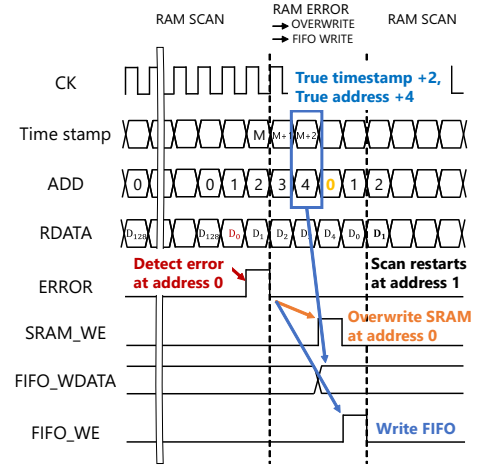 RAM SCAN
RAM ERROR
→ OVERWRITE
→ FIFO WRITE
RAM SCAN
CK
True timestamp +2,
True address +4
Time stamp
M M+1 M+2
ADD
0 0 1 2 3 4 0 1 2
RDATA
D128 D128 D0 D1 D2 D D4 D0 D1
Detect error
at address 0
Scan restarts
at address 1
ERROR
Overwrite SRAM
at address 0
SRAM_WE
FIFO_WDATA
Write FIFO
FIFO_WE